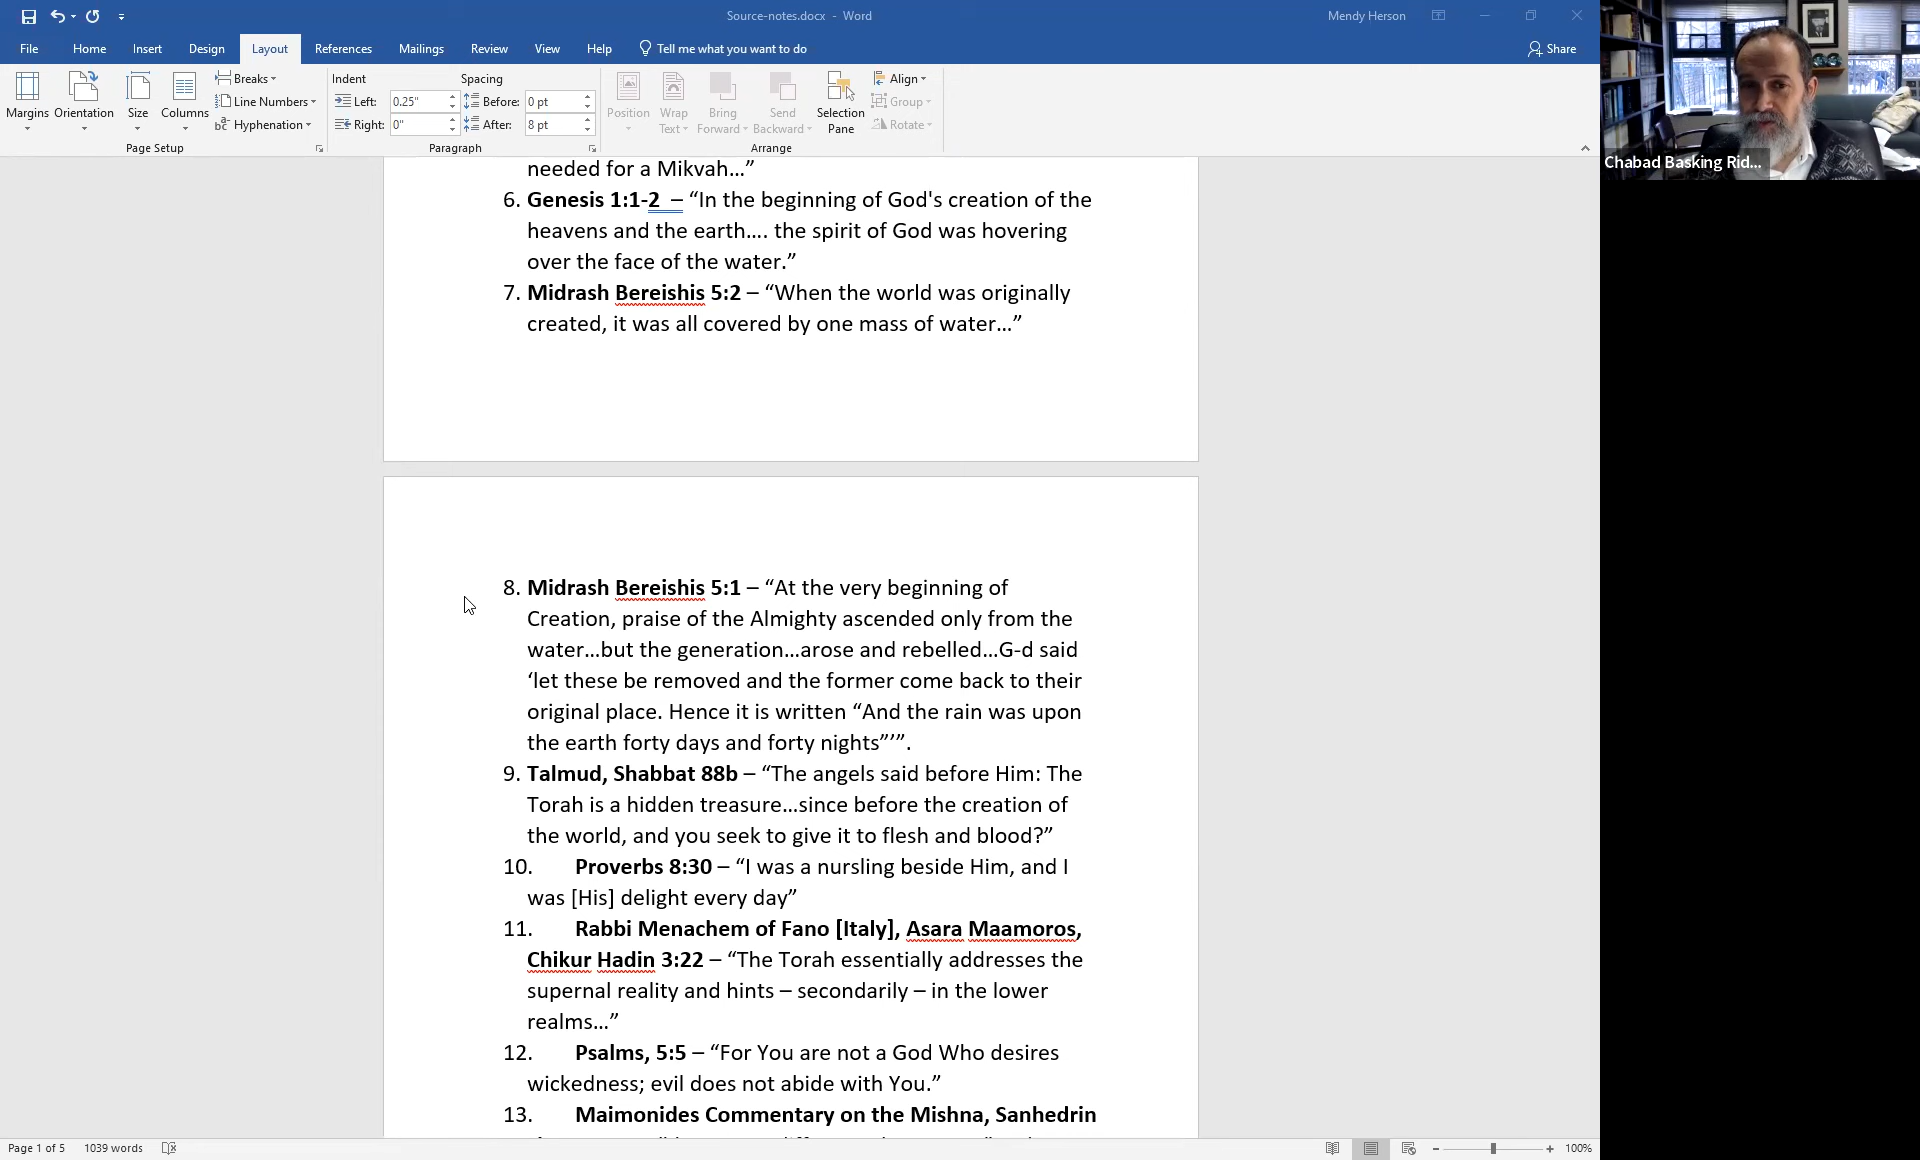 Source-notes.docx - Word
Mendy Herson
File Home Insert Design Layout References Mailings Review View Help Tell me what you want to do Share
Margins Orientation Size Columns
Breaks
Line Numbers
Hyphenation
Page Setup
Indent Spacing
Left: 0.25" Before: 0 pt
Right: 0" After: 8 pt
Paragraph
Position Wrap Text Bring Forward Send Backward Selection Pane
Align
Group
Rotate
Arrange
Chabad Basking Rid...
needed for a Mikvah…”
6. Genesis 1:1-2 – “In the beginning of God's creation of the
heavens and the earth…. the spirit of God was hovering
over the face of the water.”
7. Midrash Bereishis 5:2 – “When the world was originally
created, it was all covered by one mass of water…”
8. Midrash Bereishis 5:1 – “At the very beginning of
Creation, praise of the Almighty ascended only from the
water…but the generation…arose and rebelled…G-d said
‘let these be removed and the former come back to their
original place. Hence it is written “And the rain was upon
the earth forty days and forty nights”’”.
9. Talmud, Shabbat 88b – “The angels said before Him: The
Torah is a hidden treasure…since before the creation of
the world, and you seek to give it to flesh and blood?”
10. Proverbs 8:30 – “I was a nursling beside Him, and I
was [His] delight every day”
11. Rabbi Menachem of Fano [Italy], Asara Maamoros,
Chikur Hadin 3:22 – “The Torah essentially addresses the
supernal reality and hints – secondarily – in the lower
realms…”
12. Psalms, 5:5 – “For You are not a God Who desires
wickedness; evil does not abide with You.”
13. Maimonides Commentary on the Mishna, Sanhedrin
Page 1 of 5 1039 words 100%